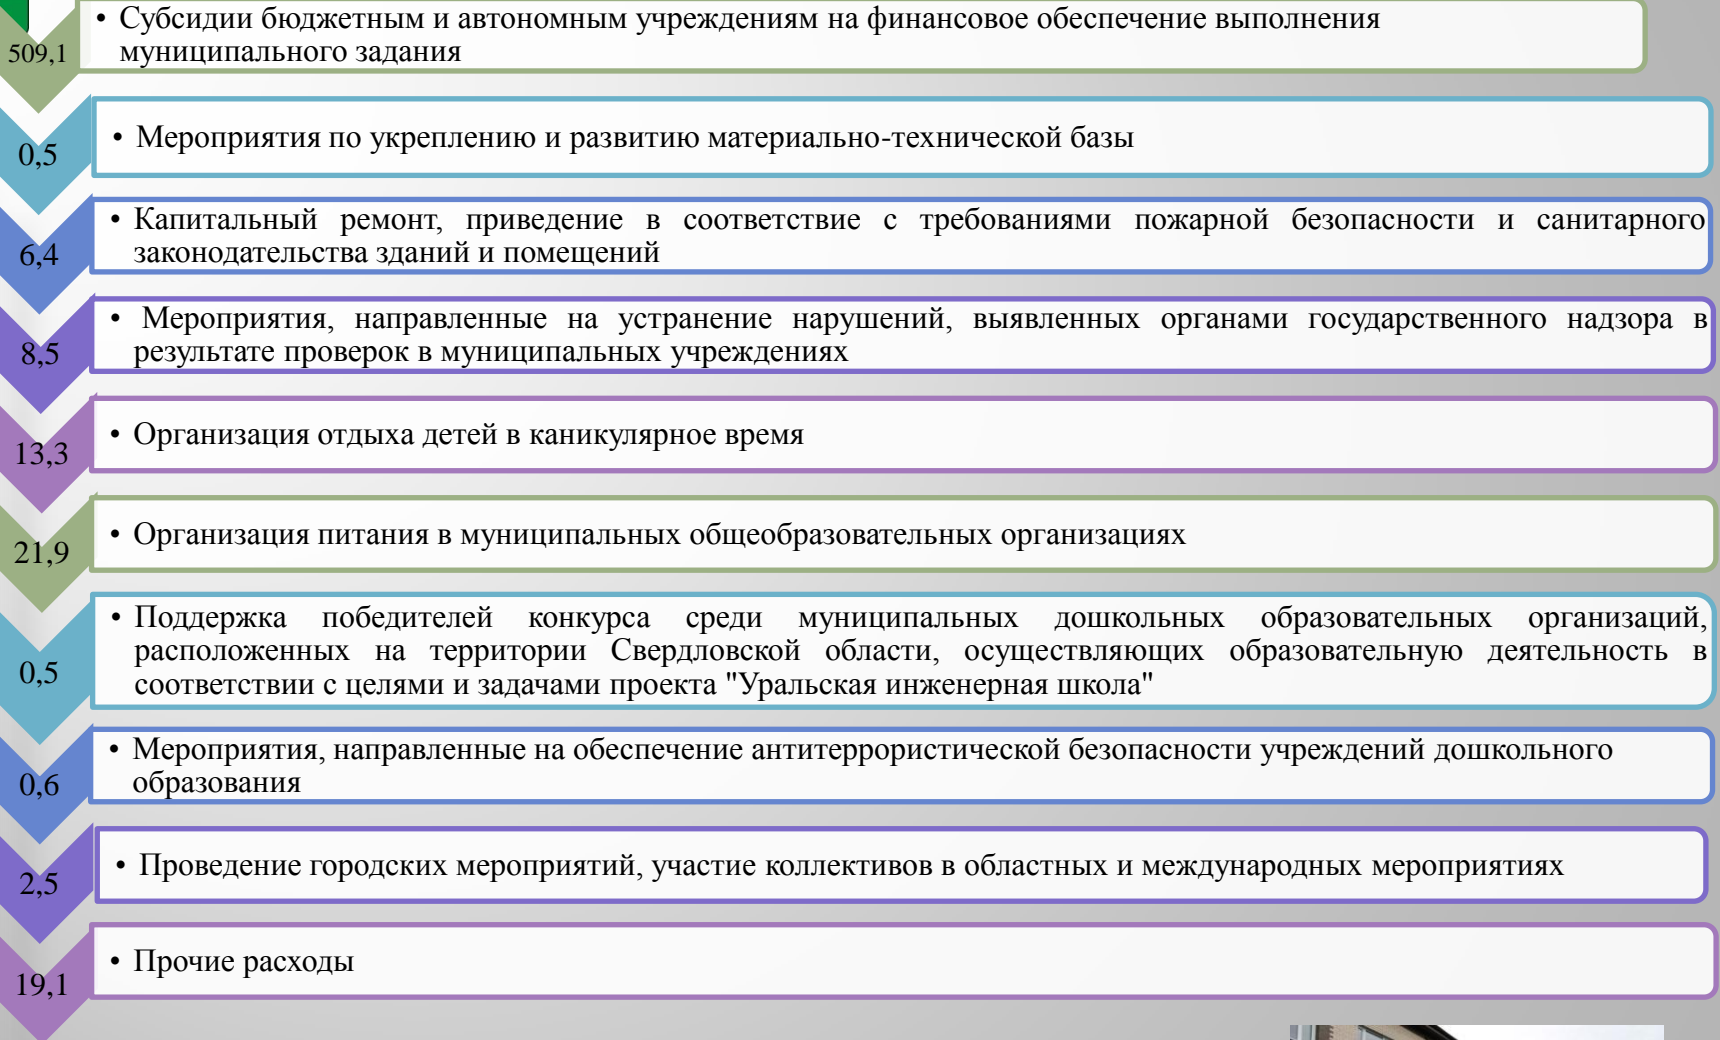 509,1
• Субсидии бюджетным и автономным учреждениям на финансовое обеспечение выполнения
муниципального задания
0,5
• Мероприятия по укреплению и развитию материально-технической базы
6,4
• Капитальный ремонт, приведение в соответствие с требованиями пожарной безопасности и санитарного
законодательства зданий и помещений
8,5
• Мероприятия, направленные на устранение нарушений, выявленных органами государственного надзора в
результате проверок в муниципальных учреждениях
13,3
• Организация отдыха детей в каникулярное время
21,9
• Организация питания в муниципальных общеобразовательных организациях
0,5
• Поддержка победителей конкурса среди муниципальных дошкольных образовательных организаций,
расположенных на территории Свердловской области, осуществляющих образовательную деятельность в
соответствии с целями и задачами проекта "Уральская инженерная школа"
0,6
• Мероприятия, направленные на обеспечение антитеррористической безопасности учреждений дошкольного
образования
2,5
• Проведение городских мероприятий, участие коллективов в областных и международных мероприятиях
19,1
• Прочие расходы